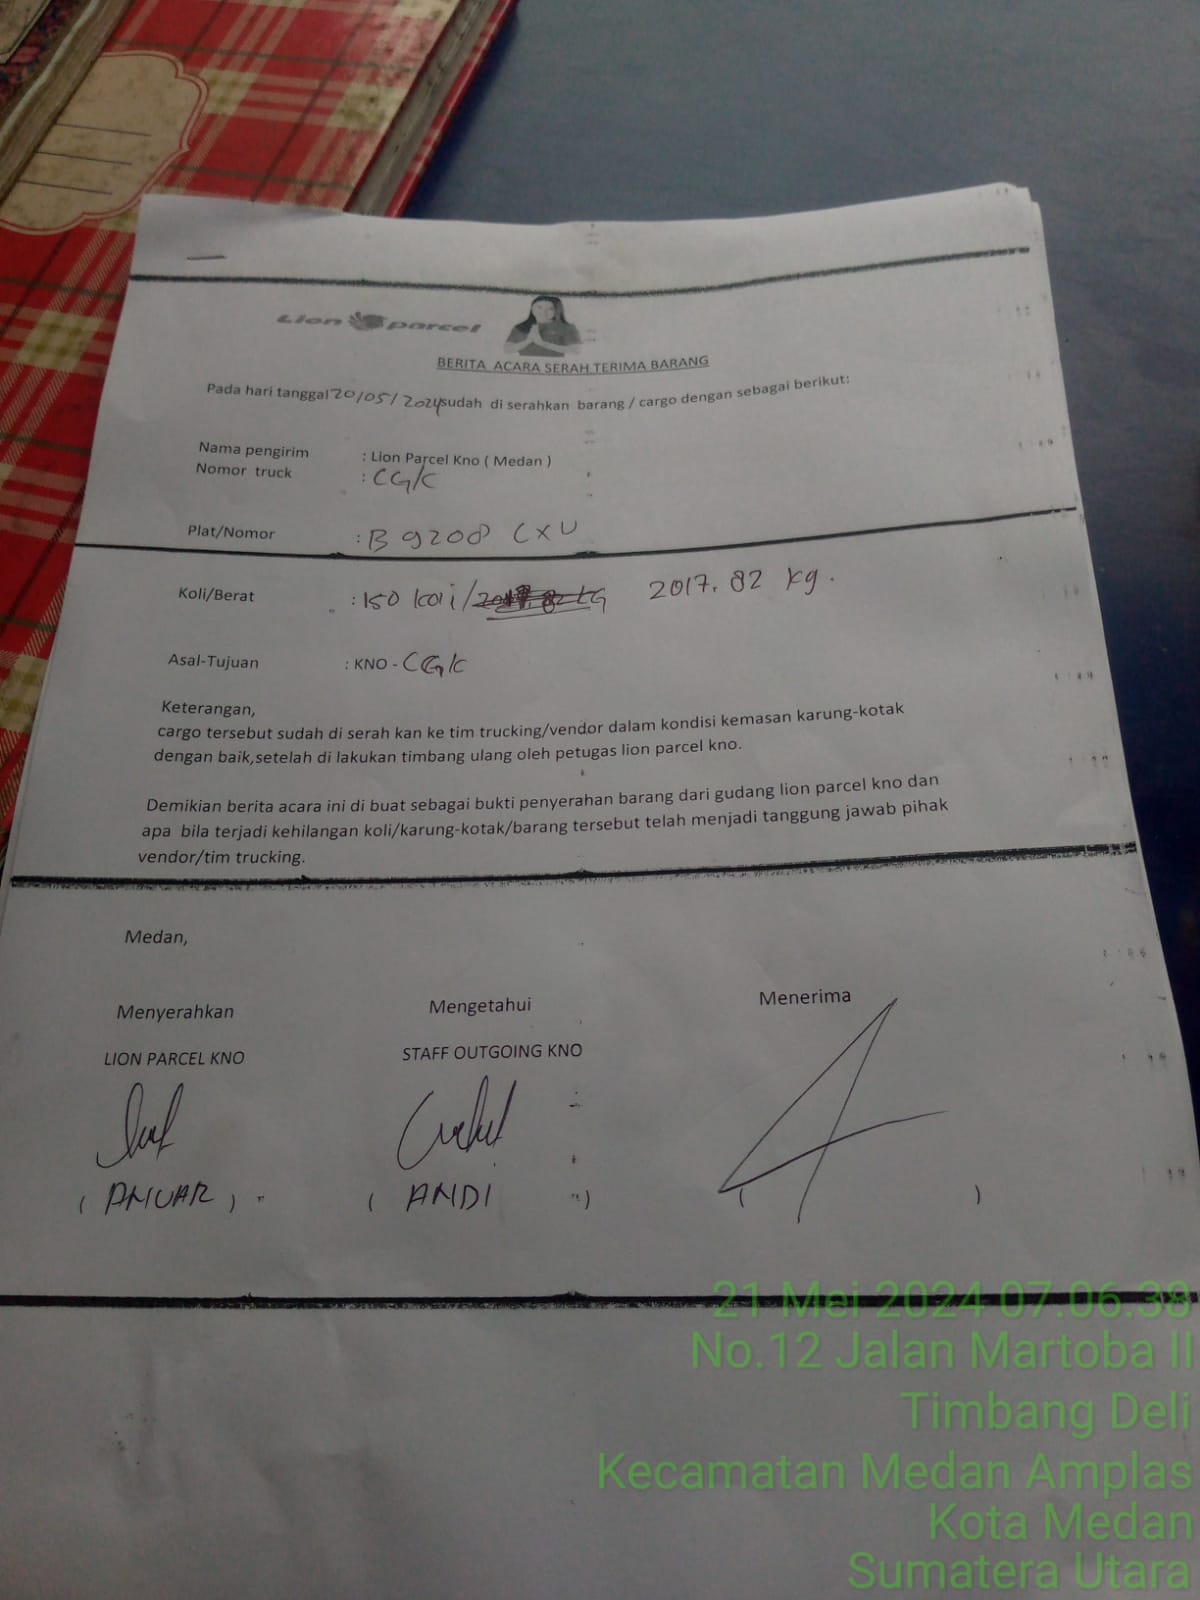 Lion parcel
BERITA ACARA SERAH TERIMA BARANG
Pada hari tanggal 20/05/2024 sudah di serahkan barang / cargo dengan sebagai berikut:
Nama pengirim : Lion Parcel Kno ( Medan )
Nomor truck : CGK
Plat/Nomor : B 9208 CXU
Koli/Berat : 150 koli/ 2017.82 kg.
Asal-Tujuan : KNO - CGK
Keterangan,
cargo tersebut sudah di serah kan ke tim trucking/vendor dalam kondisi kemasan karung-kotak
dengan baik,setelah di lakukan timbang ulang oleh petugas lion parcel kno.
Demikian berita acara ini di buat sebagai bukti penyerahan barang dari gudang lion parcel kno dan
apa bila terjadi kehilangan koli/karung-kotak/barang tersebut telah menjadi tanggung jawab pihak
vendor/tim trucking.
Medan,
Menyerahkan Mengetahui Menerima
LION PARCEL KNO STAFF OUTGOING KNO
( ANUAR ) ( ANDI ) ( )
21 Mei 2024 07.06.38
No.12 Jalan Martoba II
Timbang Deli
Kecamatan Medan Amplas
Kota Medan
Sumatera Utara